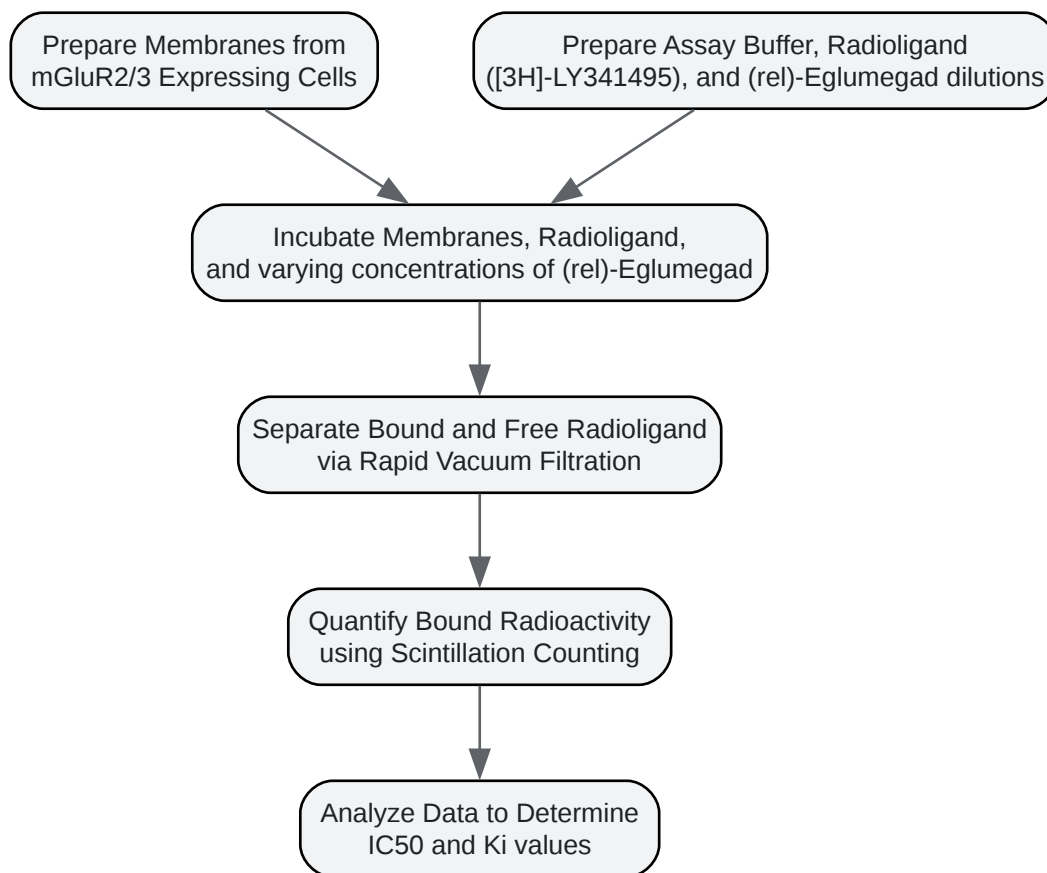 Prepare Membranes from
mGluR2/3 Expressing Cells
Prepare Assay Buffer, Radioligand
([3H]-LY341495), and (rel)-Eglumegad dilutions
Incubate Membranes, Radioligand,
and varying concentrations of (rel)-Eglumegad
Separate Bound and Free Radioligand
via Rapid Vacuum Filtration
Quantify Bound Radioactivity
using Scintillation Counting
Analyze Data to Determine
IC50 and Ki values